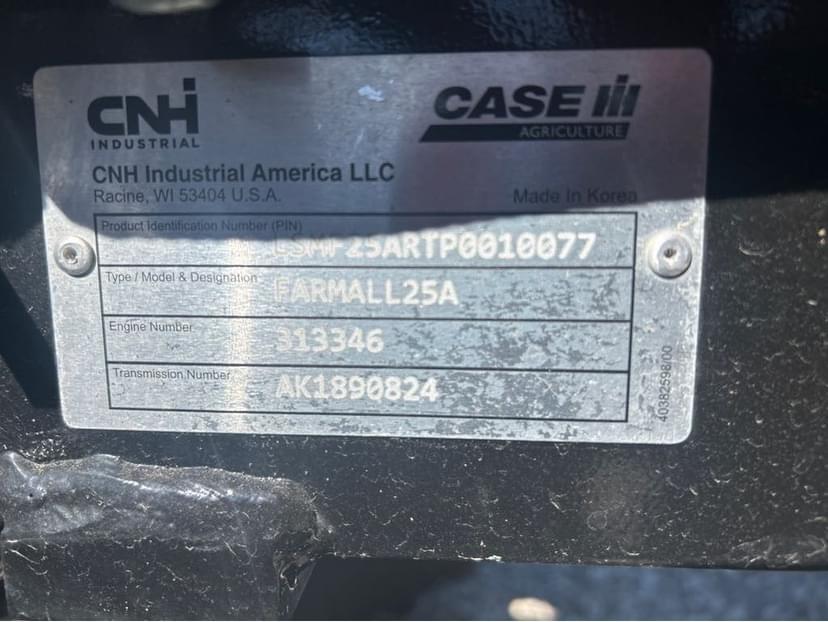 CNH
INDUSTRIAL
CASE IH
AGRICULTURE
CNH Industrial America LLC
Racine, WI 53404 U.S.A.
Made In Korea
Product Identification Number (PIN)
LSMF25ARTP0010077
Type / Model & Designation
FARMALL25A
Engine Number
313346
Transmission Number
AK1890824
40382598/00